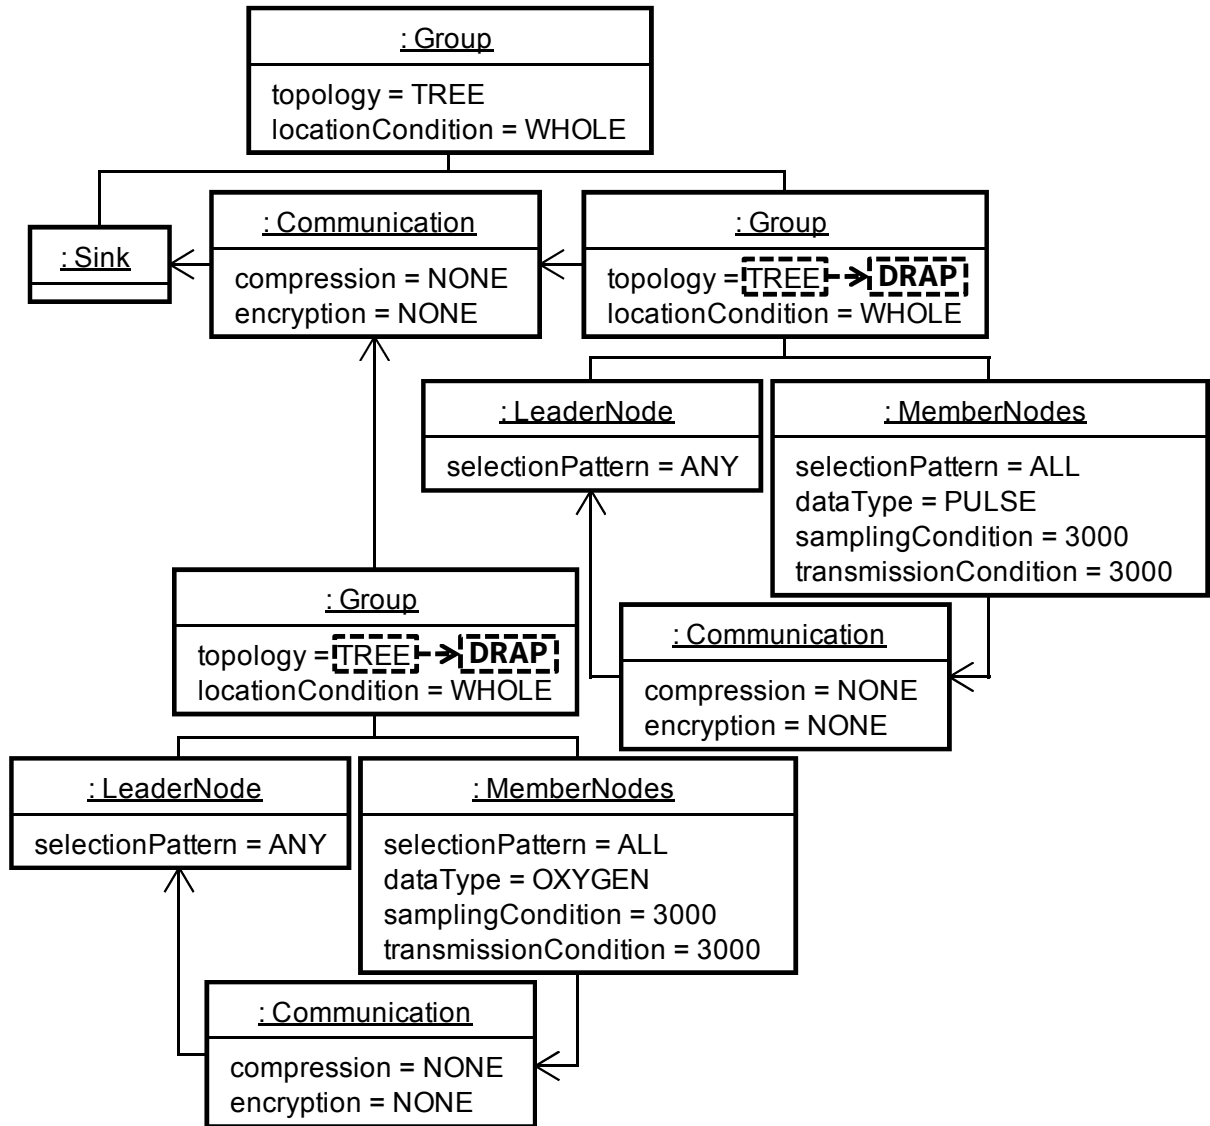 : Group
topology = TREE
locationCondition = WHOLE
: Sink
: Communication
compression = NONE
encryption = NONE
: Group
topology = TREE DRAP
locationCondition = WHOLE
: LeaderNode
selectionPattern = ANY
: MemberNodes
selectionPattern = ALL
dataType = PULSE
samplingCondition = 3000
transmissionCondition = 3000
: Communication
compression = NONE
encryption = NONE
: Group
topology = TREE DRAP
locationCondition = WHOLE
: LeaderNode
selectionPattern = ANY
: MemberNodes
selectionPattern = ALL
dataType = OXYGEN
samplingCondition = 3000
transmissionCondition = 3000
: Communication
compression = NONE
encryption = NONE